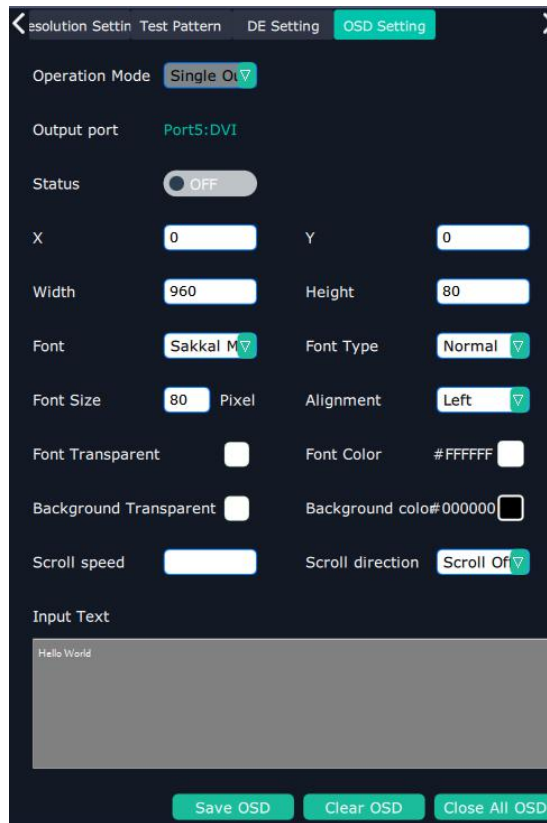 esolution Settin Test Pattern DE Setting OSD Setting
Operation Mode Single Ou
Output port Port5:DVI
Status OFF
X 0 Y 0
Width 960 Height 80
Font Sakkal M Font Type Normal
Font Size 80 Pixel Alignment Left
Font Transparent Font Color #FFFFFF
Background Transparent Background colo#000000
Scroll speed Scroll direction Scroll Of
Input Text
Hello World
Save OSD Clear OSD Close All OSD